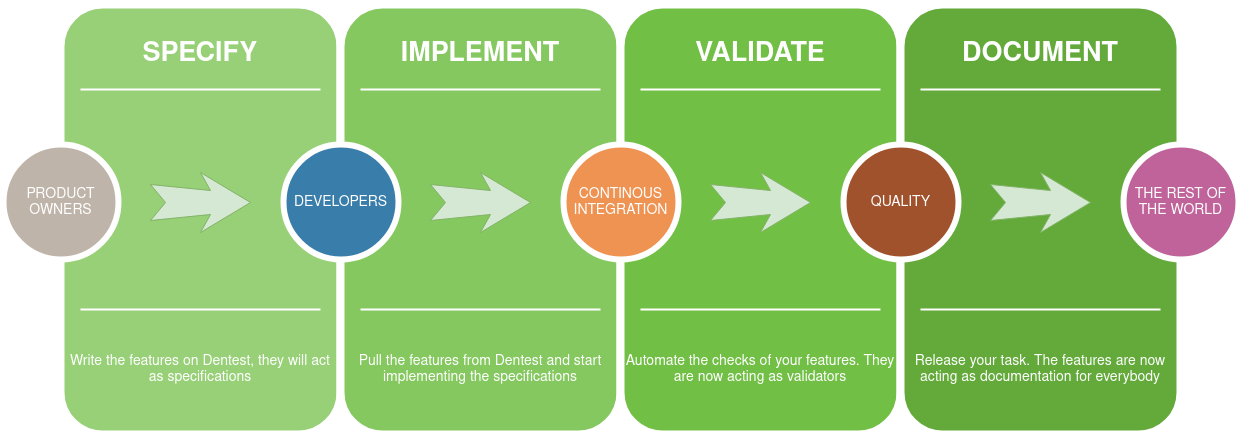 SPECIFY
IMPLEMENT
VALIDATE
DOCUMENT
PRODUCT
OWNERS
DEVELOPERS
CONTINOUS
INTEGRATION
QUALITY
THE REST OF
THE WORLD
Write the features on Dentest, they will act
as specifications
Pull the features from Dentest and start
implementing the specifications
Automate the checks of your features. They
are now acting as validators
Release your task. The features are now
acting as documentation for everybody